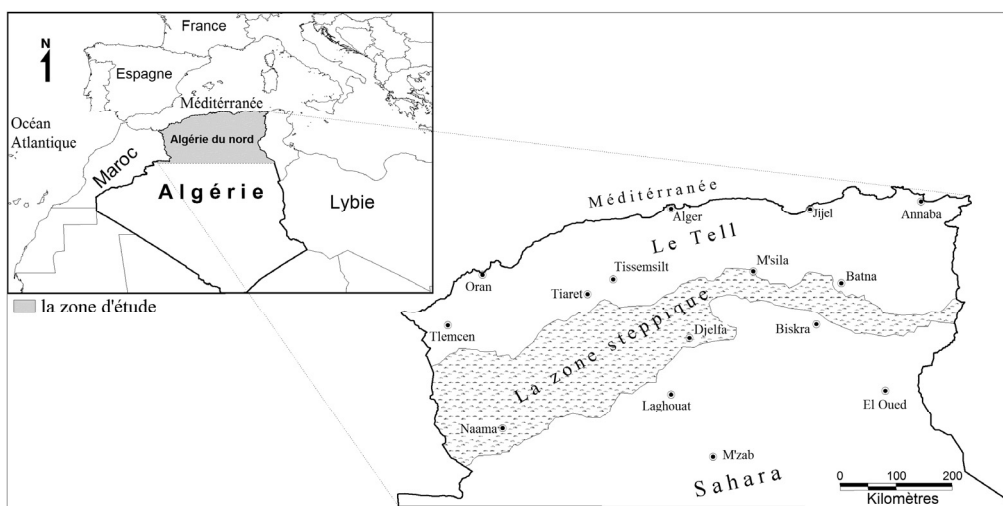 France
N
Espagne
Méditérranée
Océan
Atlantique
Algérie du nord
Maroc
Algérie
Lybie
la zone d'étude
Méditérranée
Alger
Jijel
Annaba
Le Tell
Oran
Tissemsilt
M'sila
Batna
Tiaret
Tlemcen
Djelfa
Biskra
La zone steppique
Laghouat
El Oued
Naama
M'zab
Sahara
0 100 200
Kilomètres